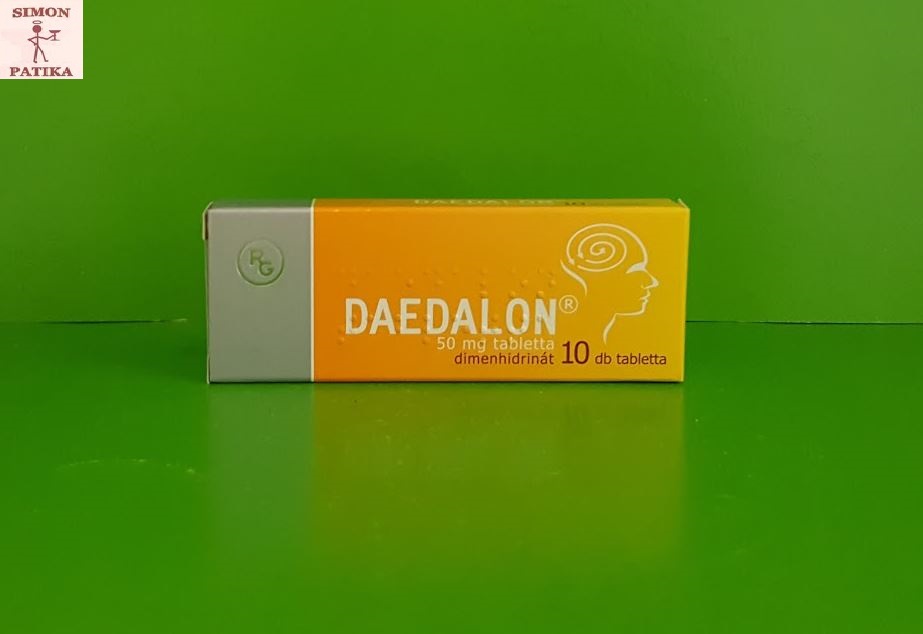 SIMON
PATIKA
DAEDALON 10
RG
DAEDALON®
50 mg tabletta
dimenhidrinát 10 db tabletta